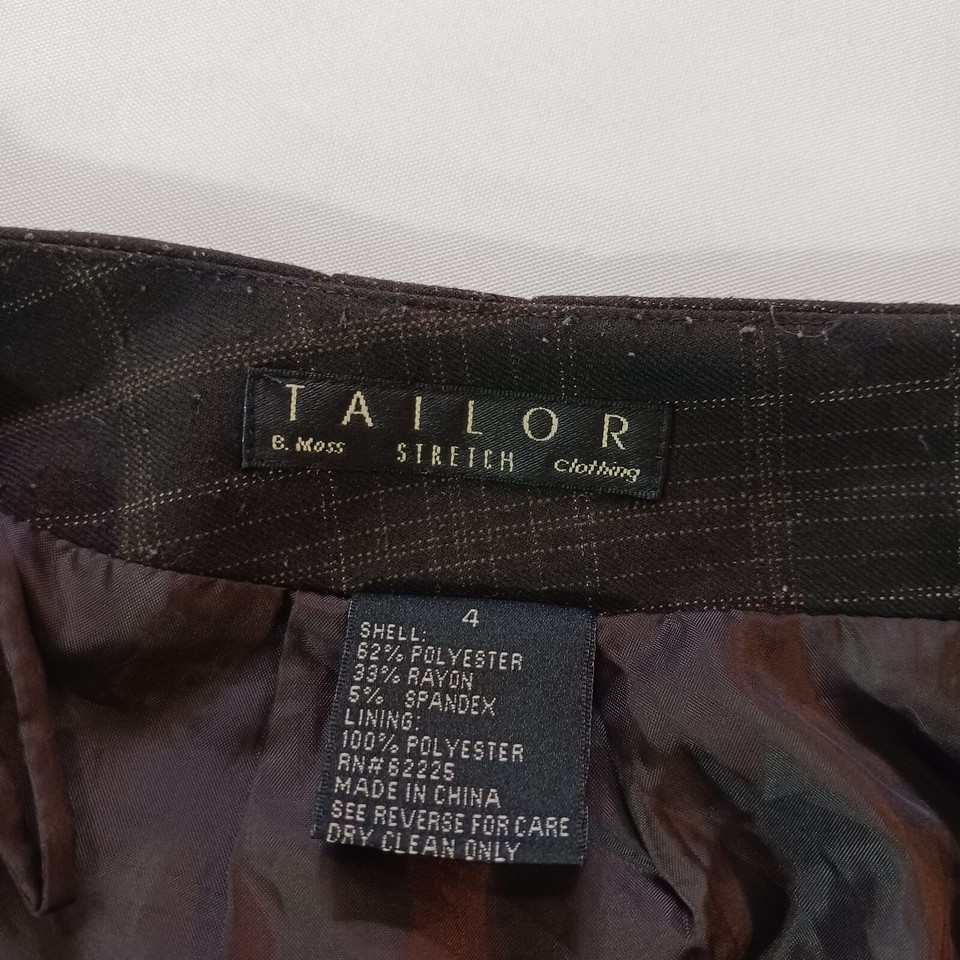 TAILOR
B. Moss STRETCH Clothing
4
SHELL:
62% POLYESTER
33% RAYON
5% SPANDEX
LINING:
100% POLYESTER
RN# 62225
MADE IN CHINA
SEE REVERSE FOR CARE
DRY CLEAN ONLY